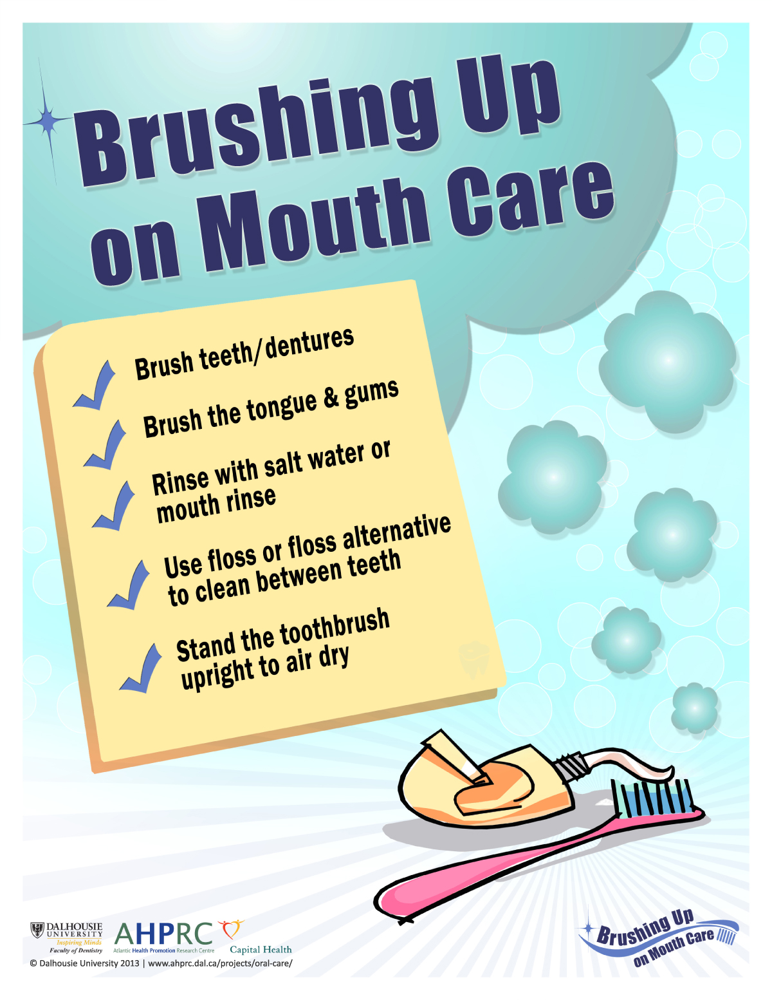 Brushing Up
on Mouth Care
Brush teeth/dentures
Brush the tongue & gums
Rinse with salt water or
mouth rinse
Use floss or floss alternative
to clean between teeth
Stand the toothbrush
upright to air dry
DALHOUSIE
UNIVERSITY
Inspiring Minds
Faculty of Dentistry
AHPRC
Atlantic Health Promotion Research Centre
Capital Health
© Dalhousie University 2013 | www.ahprc.dal.ca/projects/oral-care/
Brushing Up
on Mouth Care